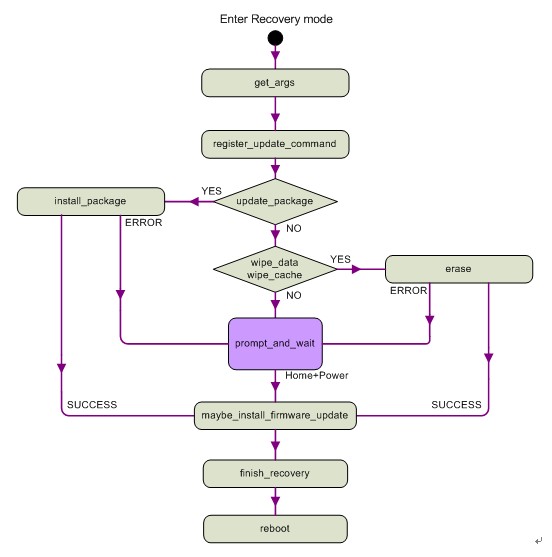 Enter Recovery mode
get_args
register_update_command
YES
update_package
install_package
ERROR
NO
wipe_data
wipe_cache
YES
erase
ERROR
NO
prompt_and_wait
Home+Power
SUCCESS
SUCCESS
maybe_install_firmware_update
finish_recovery
reboot